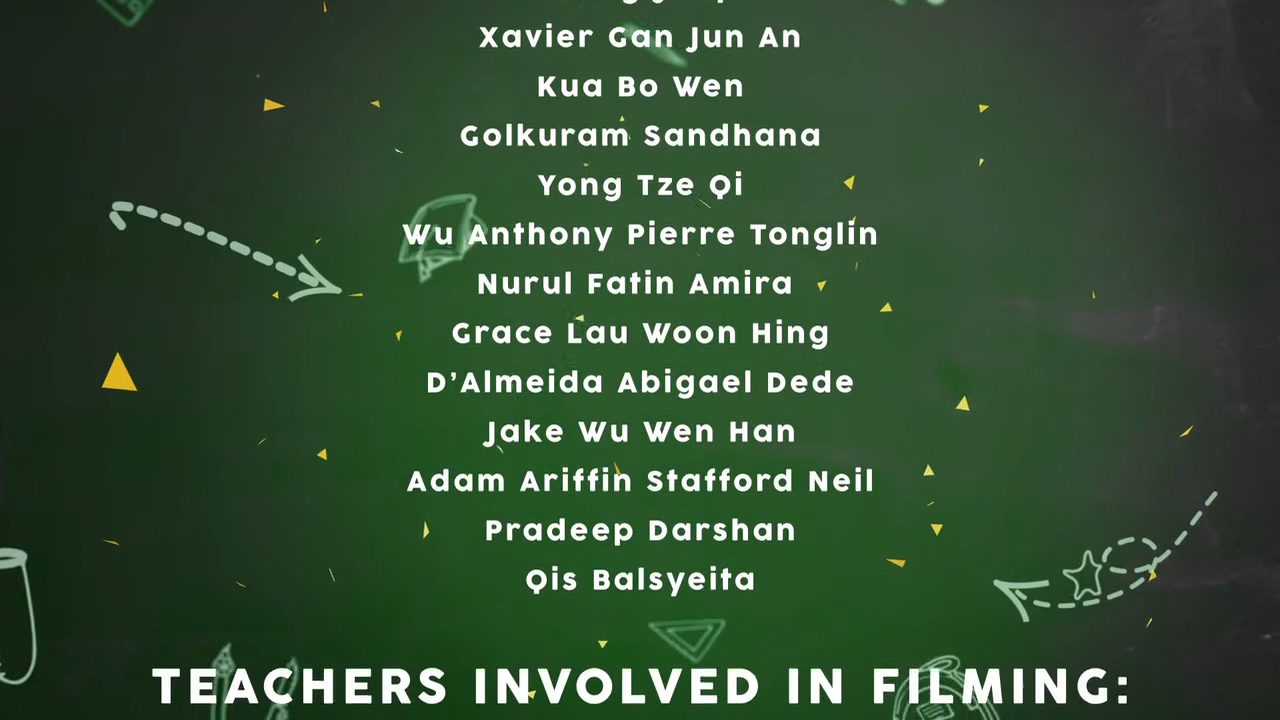 Xavier Gan Jun An
Kua Bo Wen
Golkuram Sandhana
Yong Tze Qi
Wu Anthony Pierre Tonglin
Nurul Fatin Amira
Grace Lau Woon Hing
D'Almeida Abigael Dede
Jake Wu Wen Han
Adam Ariffin Stafford Neil
Pradeep Darshan
Qis Balsyeita
TEACHERS INVOLVED IN FILMING: